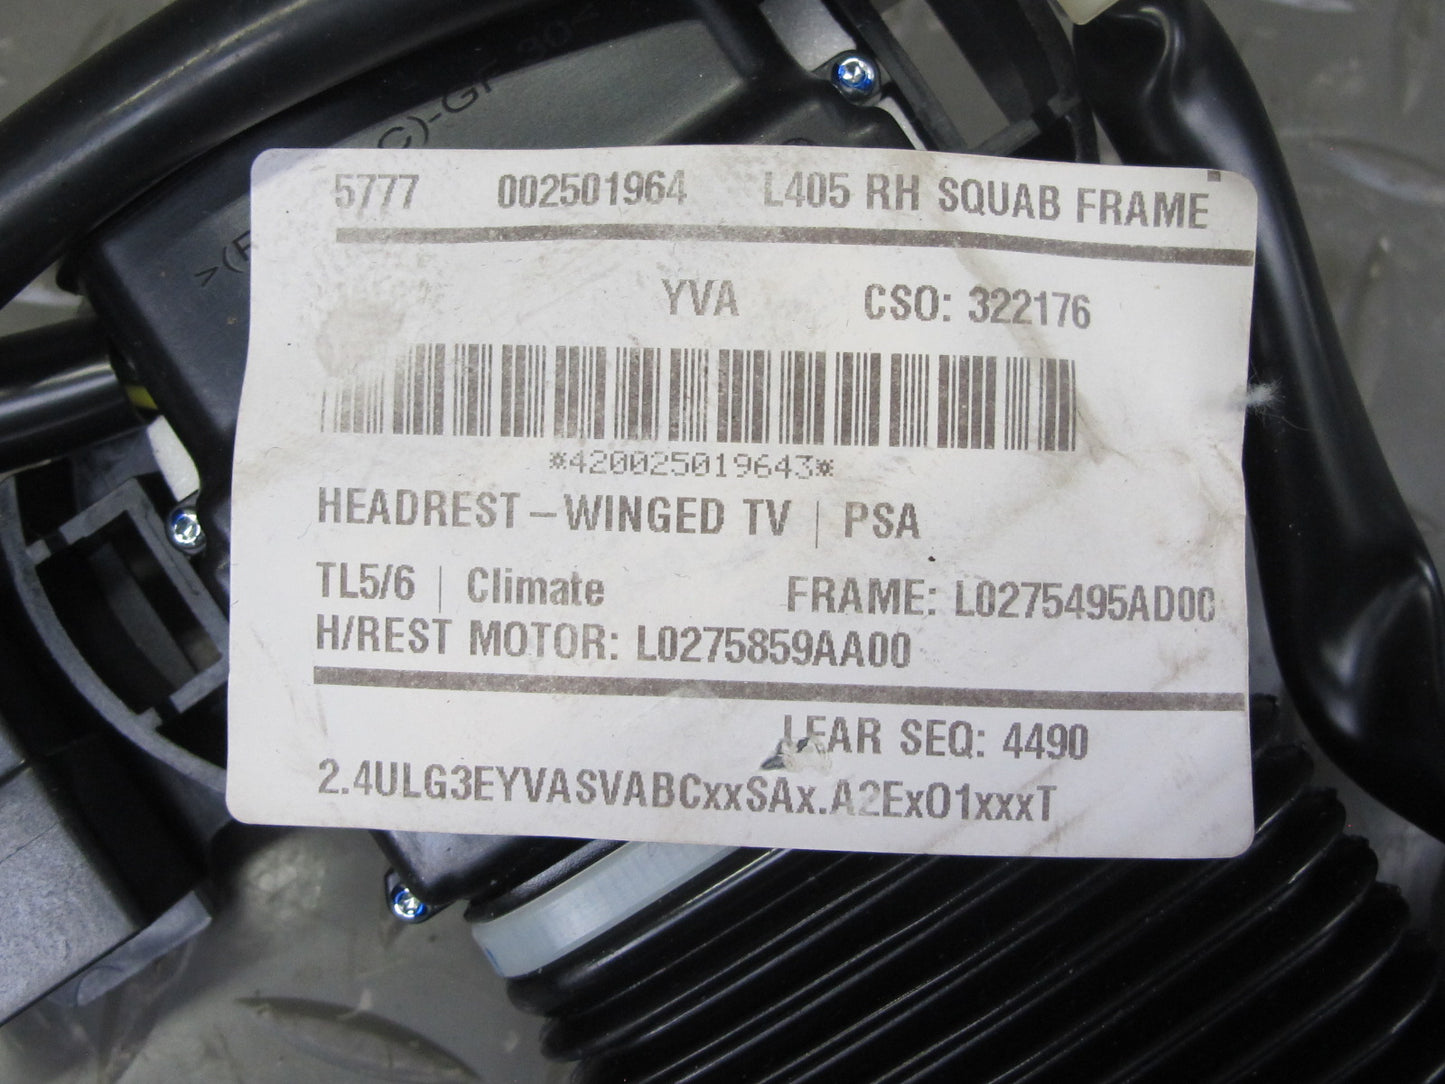 5777 002501964 L405 RH SQUAB FRAME
YVA CSO: 322176
*420025019643*
HEADREST - WINGED TV | PSA
TL5/6 | Climate FRAME: L0275495AD00
H/REST MOTOR: L0275859AA00
LEAR SEQ: 4490
2.4ULG3EYVASVABCxxSAx.A2ExO1xxxT